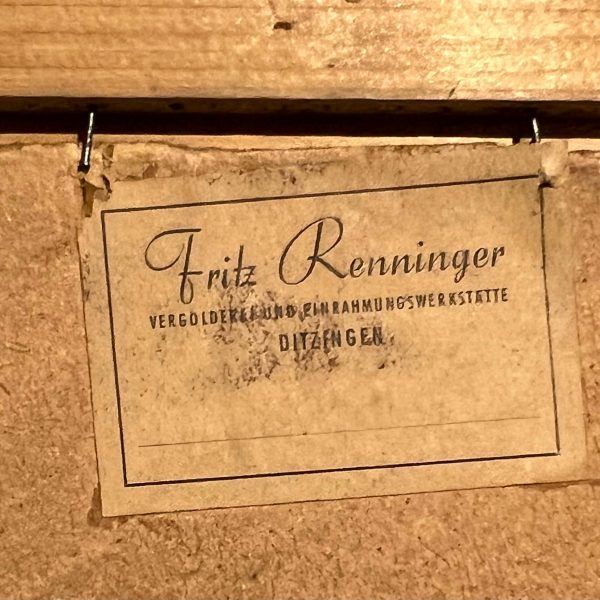 Fritz Renninger
VERGOLDEREI UND EINRAHMUNGSWERKSTÄTTE
DITZINGEN